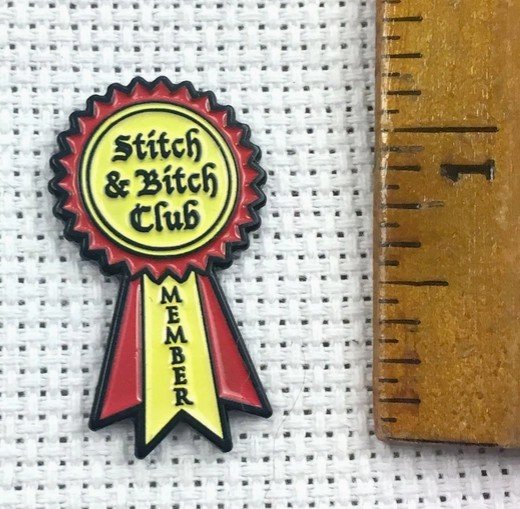 Stitch
& Bitch
Club
MEMBER
1